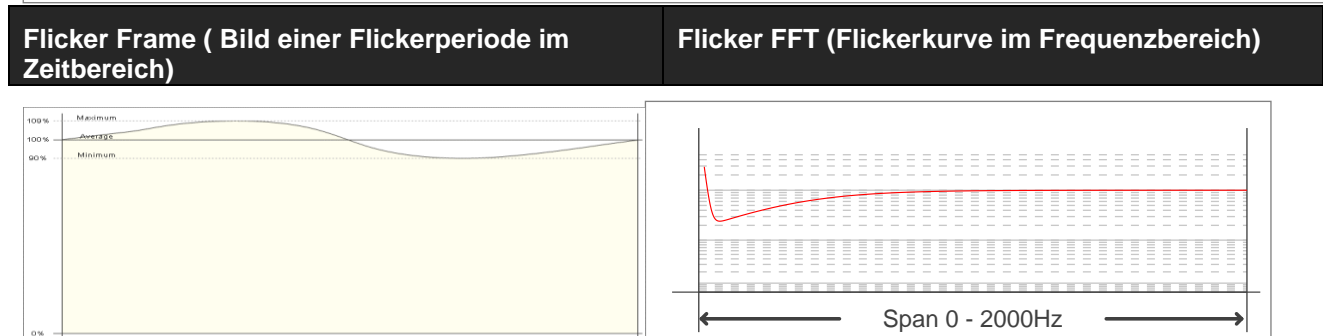 Flicker Frame ( Bild einer Flickerperiode im
Zeitbereich)
Flicker FFT (Flickerkurve im Frequenzbereich)
109% Maximum
100% Average
90% Minimum
0%
Span 0 - 2000Hz